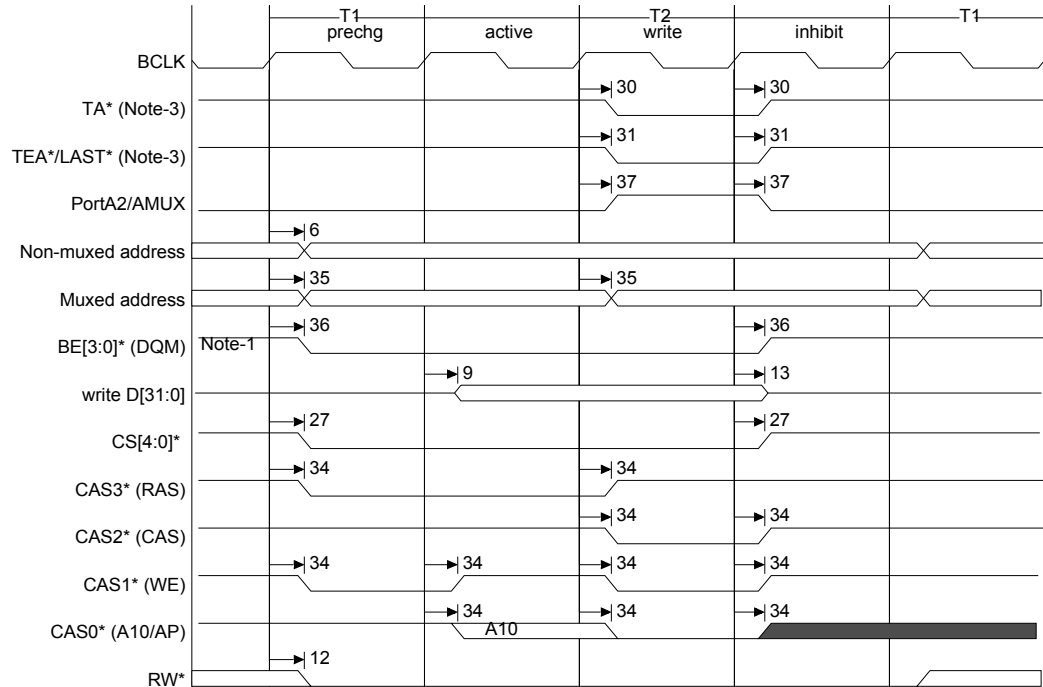 T1 T2 T1
prechg active write inhibit
BCLK
30 30
TA* (Note-3)
31 31
TEA*/LAST* (Note-3)
37 37
PortA2/AMUX
6
Non-muxed address
35 35
Muxed address
36 36
BE[3:0]* (DQM) Note-1
9 13
write D[31:0]
27 27
CS[4:0]*
34 34
CAS3* (RAS)
34 34
CAS2* (CAS)
34 34 34 34
CAS1* (WE)
34 34 34
CAS0* (A10/AP) A10
12
RW*